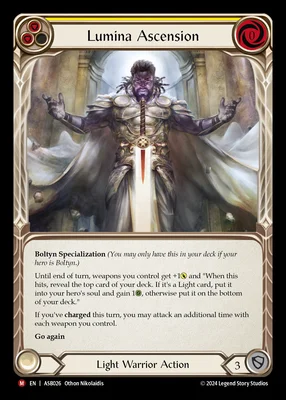 Lumina Ascension
Boltyn Specialization (You may only have this in your deck if
your hero is Boltyn.)
Until end of turn, weapons you control get +1 and "When this
hits, reveal the top card of your deck. If it's a Light card, put it
into your hero's soul and gain 1, otherwise put it on the bottom
of your deck."
If you've charged this turn, you may attack an additional time with
each weapon you control.
Go again
Light Warrior Action
3
M EN | ASB026 Othon Nikolaidis
© 2024 Legend Story Studios